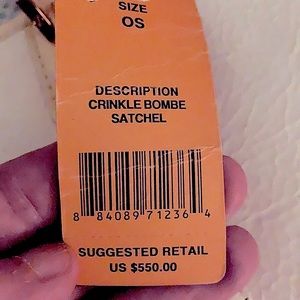 SIZE
OS
DESCRIPTION
CRINKLE BOMBE
SATCHEL
8 84089 71236 4
SUGGESTED RETAIL
US $550.00